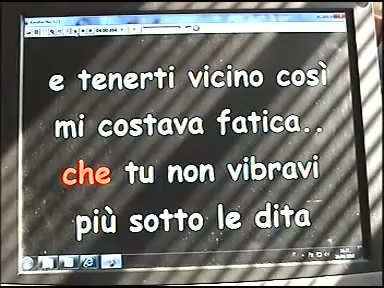 e tenerti vicino così
mi costava fatica..
che tu non vibravi
più sotto le dita